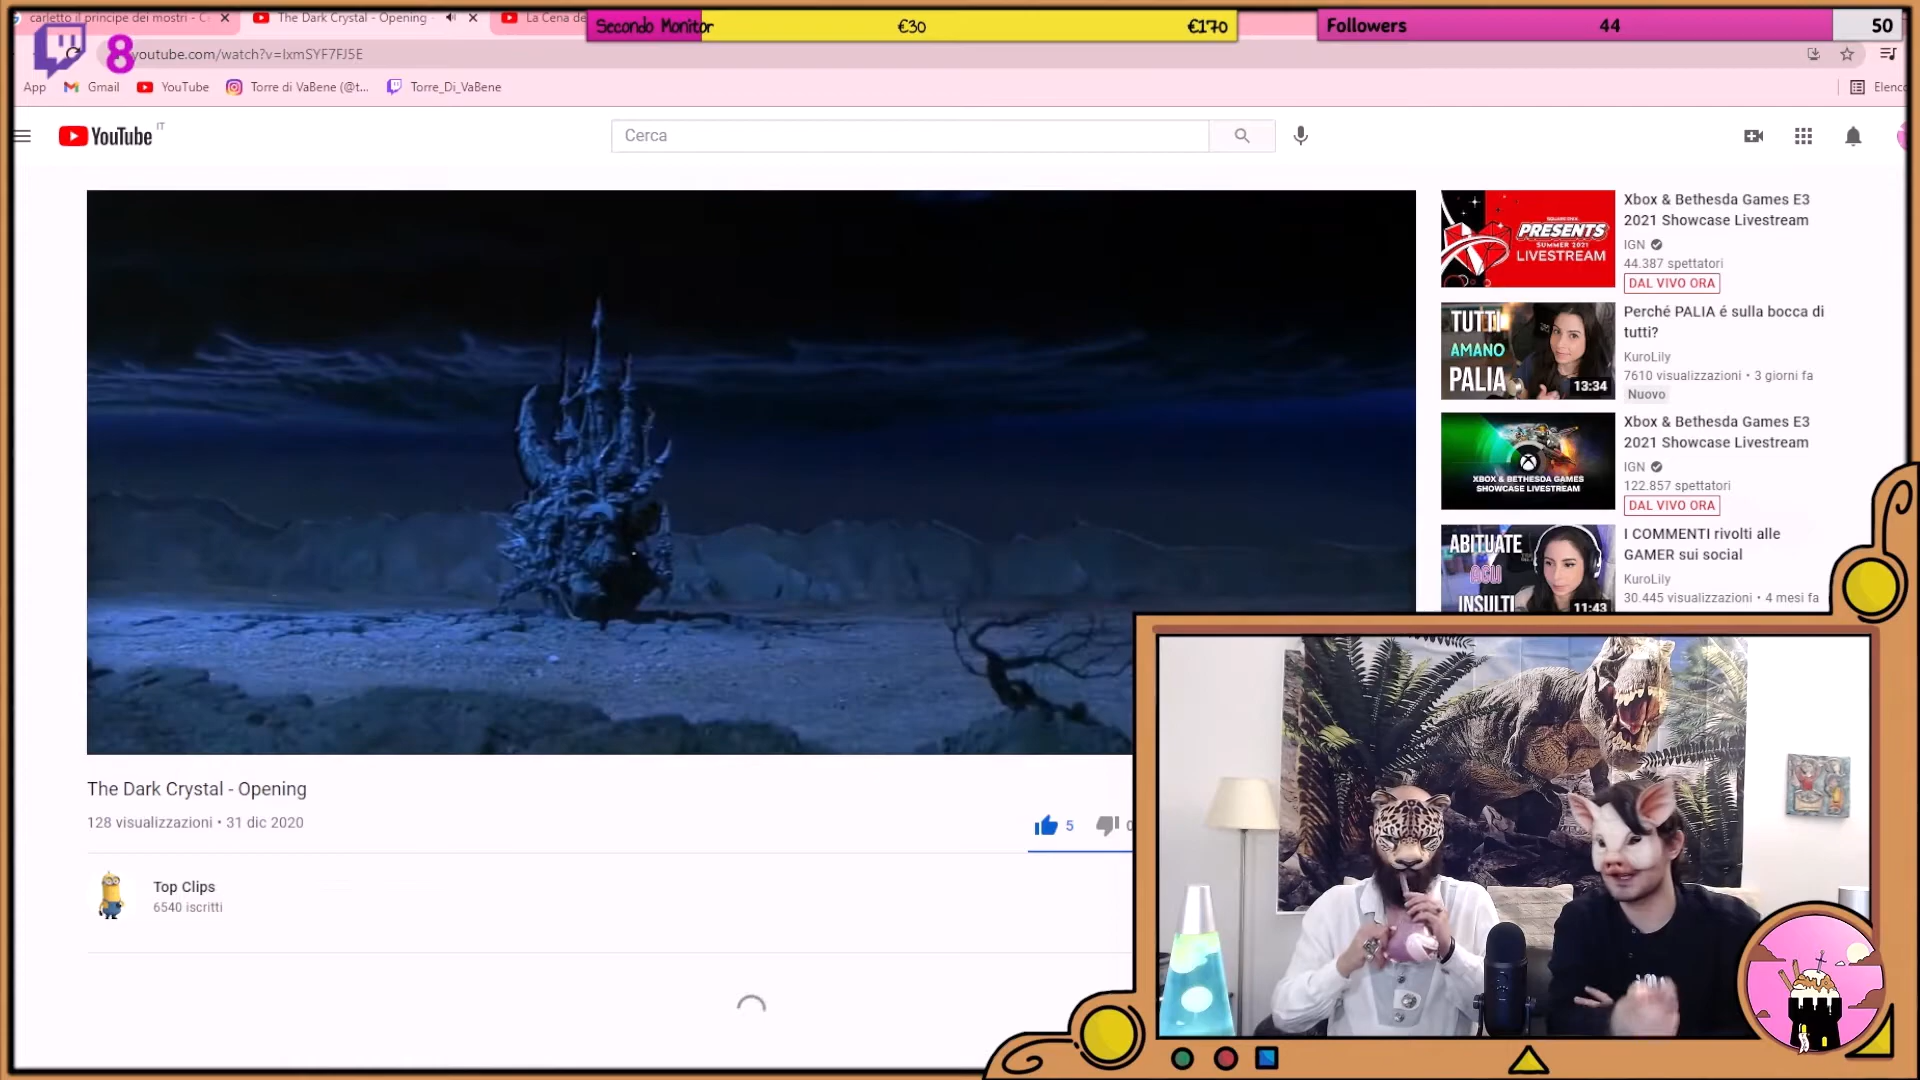 carletto il principe dei mostri - C
The Dark Crystal - Opening
La Cena de
Secondo Monitor
€30
€170
Followers
44
50
8
youtube.com/watch?v=lxmSYF7FJ5E
App
Gmail
YouTube
Torre di VaBene (@t...
Torre_Di_VaBene
Elenco
YouTube
IT
Cerca
PRESENTS
SUMMER 2021
LIVESTREAM
Xbox & Bethesda Games E3
2021 Showcase Livestream
IGN
44.387 spettatori
DAL VIVO ORA
TUTTI
AMANO
PALIA
13:34
Perché PALIA é sulla bocca di
tutti?
KuroLily
7610 visualizzazioni • 3 giorni fa
Nuovo
XBOX & BETHESDA GAMES
SHOWCASE LIVESTREAM
Xbox & Bethesda Games E3
2021 Showcase Livestream
IGN
122.857 spettatori
DAL VIVO ORA
ABITUATE
AGLI
INSULTI
11:43
I COMMENTI rivolti alle
GAMER sui social
KuroLily
30.445 visualizzazioni • 4 mesi fa
The Dark Crystal - Opening
128 visualizzazioni • 31 dic 2020
5
0
Top Clips
6540 iscritti